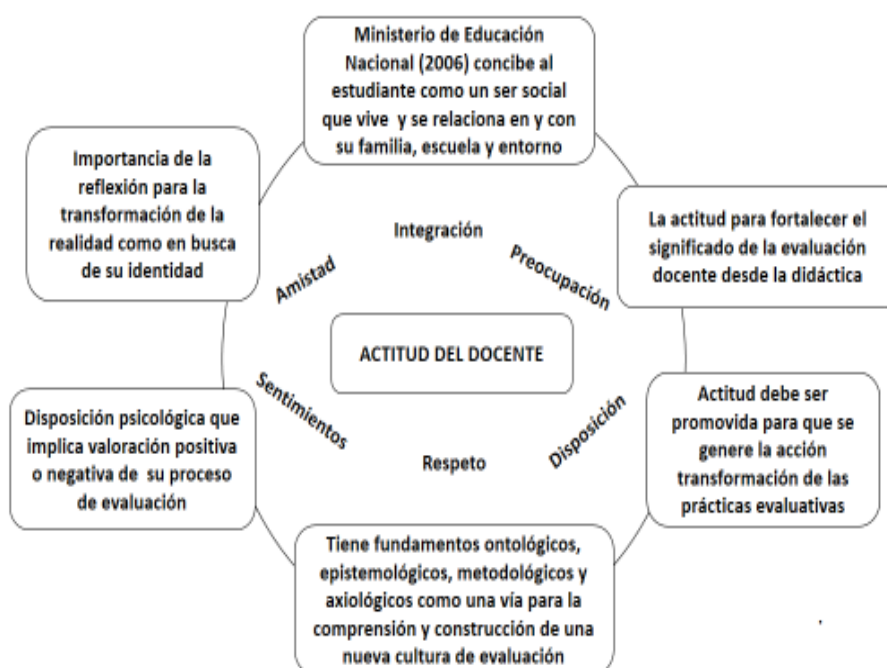 Ministerio de Educación
Nacional (2006) concibe al
estudiante como un ser social
que vive y se relaciona en y con
su familia, escuela y entorno
Importancia de la
reflexión para la
transformación de la
realidad como en busca
de su identidad
La actitud para fortalecer el
significado de la evaluación
docente desde la didáctica
Integración
Amistad
Preocupación
ACTITUD DEL DOCENTE
Sentimientos
Respeto
Disposición
Disposición psicológica que
implica valoración positiva
o negativa de su proceso
de evaluación
Actitud debe ser
promovida para que se
genere la acción
transformación de las
prácticas evaluativas
Tiene fundamentos ontológicos,
epistemológicos, metodológicos y
axiológicos como una vía para la
comprensión y construcción de una
nueva cultura de evaluación